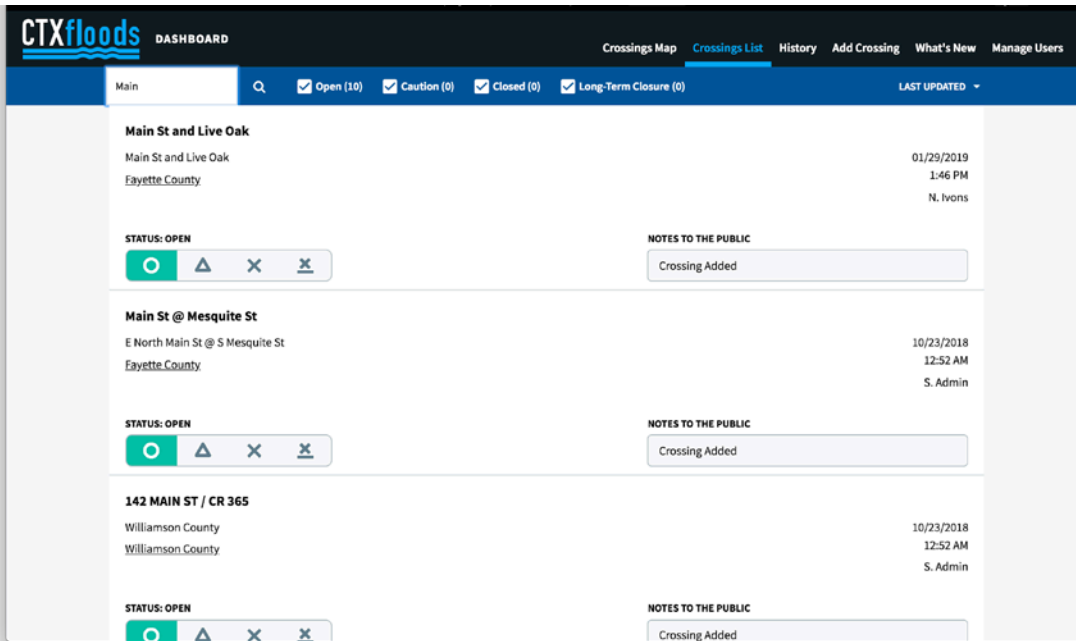 CTXfloods DASHBOARD
Crossings Map Crossings List History Add Crossing What's New Manage Users
Main Open (10) Caution (0) Closed (0) Long-Term Closure (0) LAST UPDATED
Main St and Live Oak
Main St and Live Oak 01/29/2019
Fayette County 1:46 PM
N. Ivons
STATUS: OPEN NOTES TO THE PUBLIC
Crossing Added
Main St @ Mesquite St
E North Main St @ S Mesquite St 10/23/2018
Fayette County 12:52 AM
S. Admin
STATUS: OPEN NOTES TO THE PUBLIC
Crossing Added
142 MAIN ST / CR 365
Williamson County 10/23/2018
Williamson County 12:52 AM
S. Admin
STATUS: OPEN NOTES TO THE PUBLIC
Crossing Added